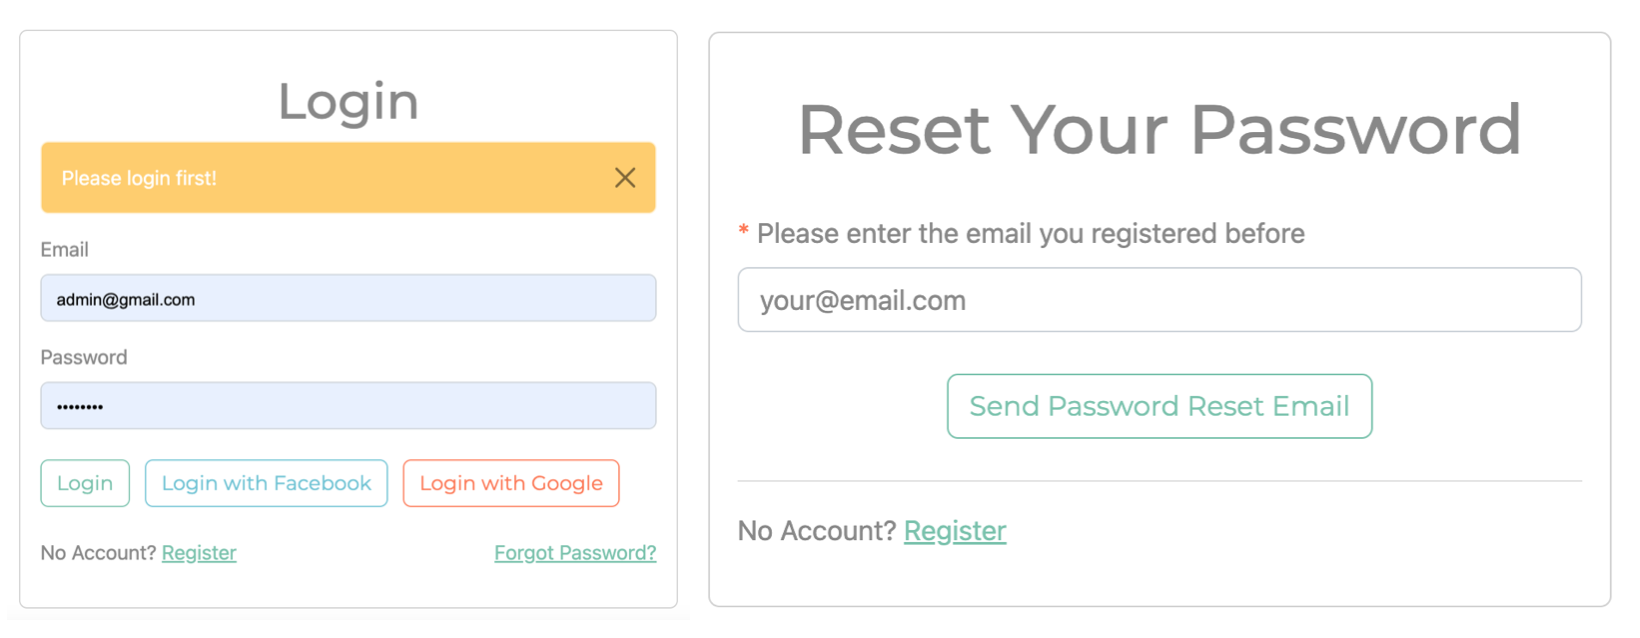 Login
Please login first!
Email
admin@gmail.com
Password
••••••••
Login Login with Facebook Login with Google
No Account? Register Forgot Password?
Reset Your Password
* Please enter the email you registered before
your@email.com
Send Password Reset Email
No Account? Register